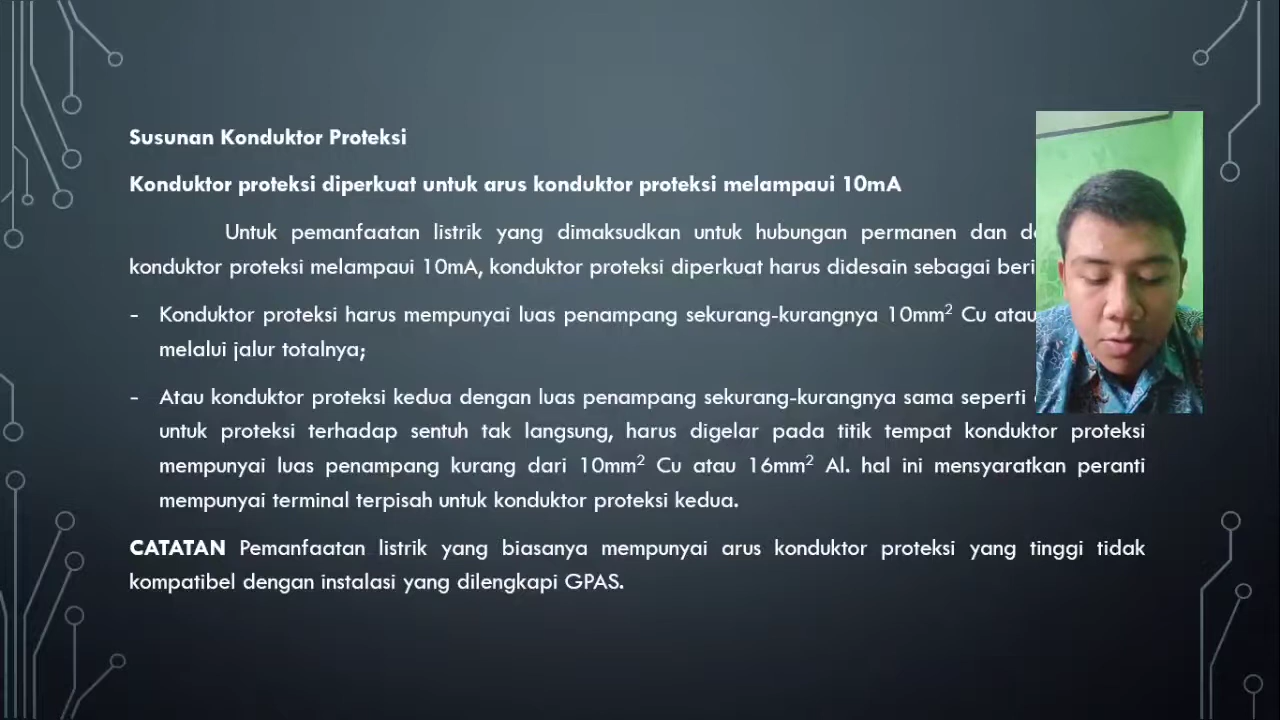 Susunan Konduktor Proteksi
Konduktor proteksi diperkuat untuk arus konduktor proteksi melampaui 10mA
Untuk pemanfaatan listrik yang dimaksudkan untuk hubungan permanen dan
konduktor proteksi melampaui 10mA, konduktor proteksi diperkuat harus didesain sebagai
- Konduktor proteksi harus mempunyai luas penampang sekurang-kurangnya 10mm² Cu atau
melalui jalur totalnya;
- Atau konduktor proteksi kedua dengan luas penampang sekurang-kurangnya sama seperti
untuk proteksi terhadap sentuh tak langsung, harus digelar pada titik tempat konduktor proteksi
mempunyai luas penampang kurang dari 10mm² Cu atau 16mm² Al. hal ini mensyaratkan peranti
mempunyai terminal terpisah untuk konduktor proteksi kedua.
CATATAN Pemanfaatan listrik yang biasanya mempunyai arus konduktor proteksi yang tinggi tidak
kompatibel dengan instalasi yang dilengkapi GPAS.